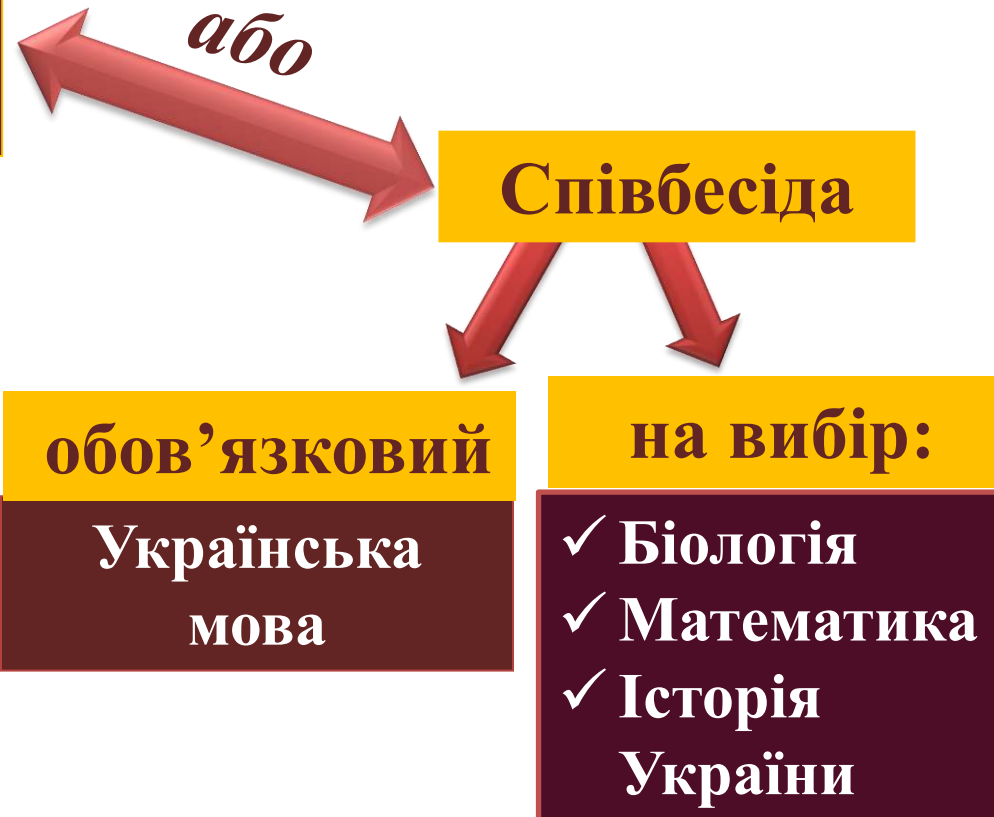 або
Співбесіда
обов’язковий
Українська
мова
на вибір:
✓ Біологія
✓ Математика
✓ Історія
України